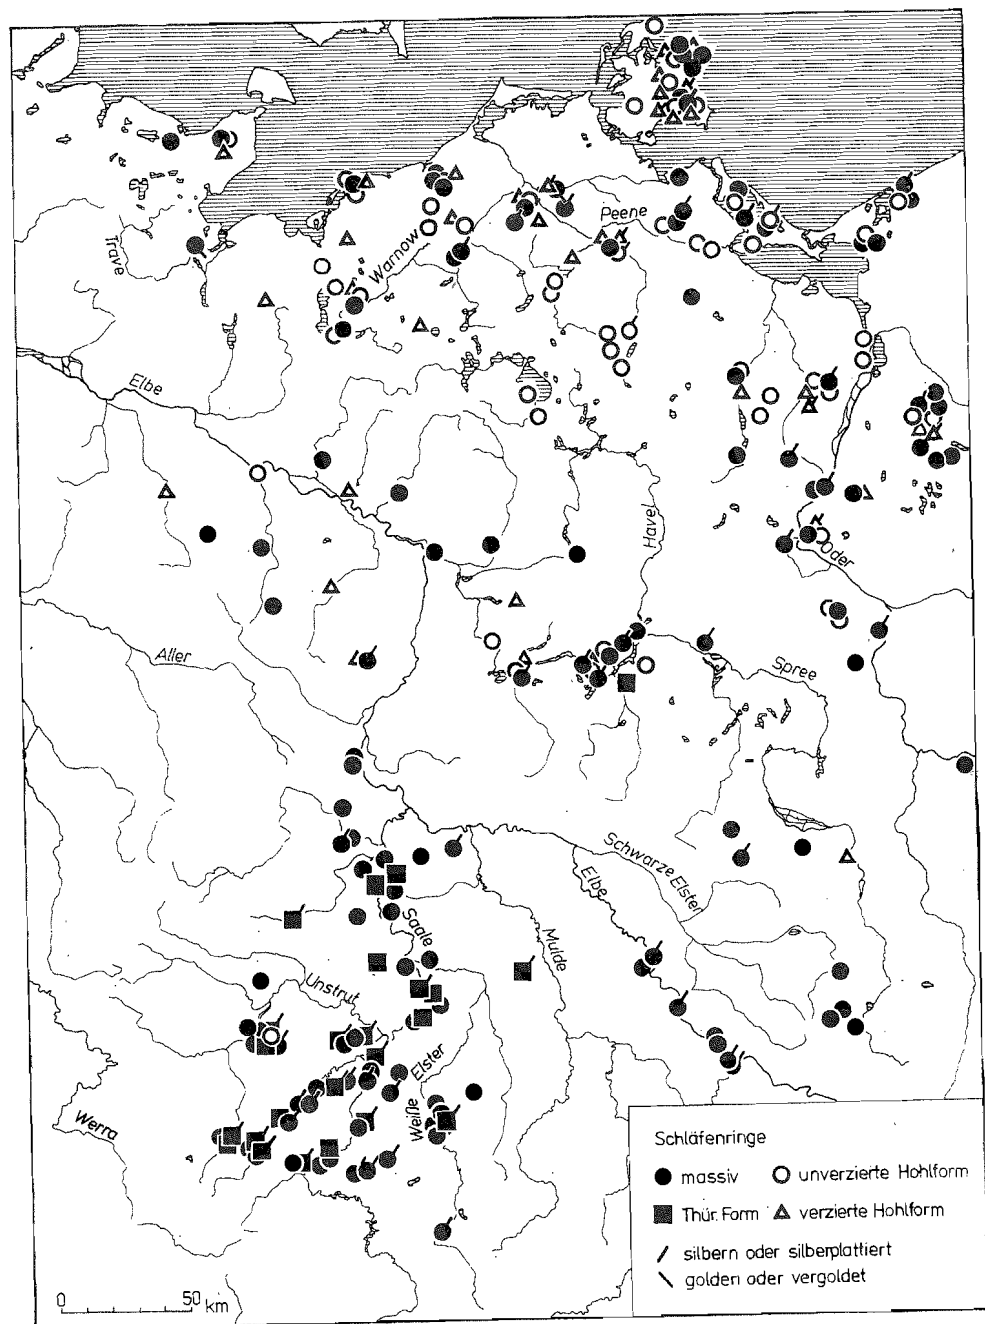 Trave
Warnow
Peene
Elbe
Havel
Oder
Aller
Spree
Schwarze Elster
Elbe
Saale
Mulde
Unstrut
Weiße Elster
Werra
Schläfenringe
massiv
unverzierte Hohlform
Thür. Form
verzierte Hohlform
silbern oder silberplattiert
golden oder vergoldet
0 50 km